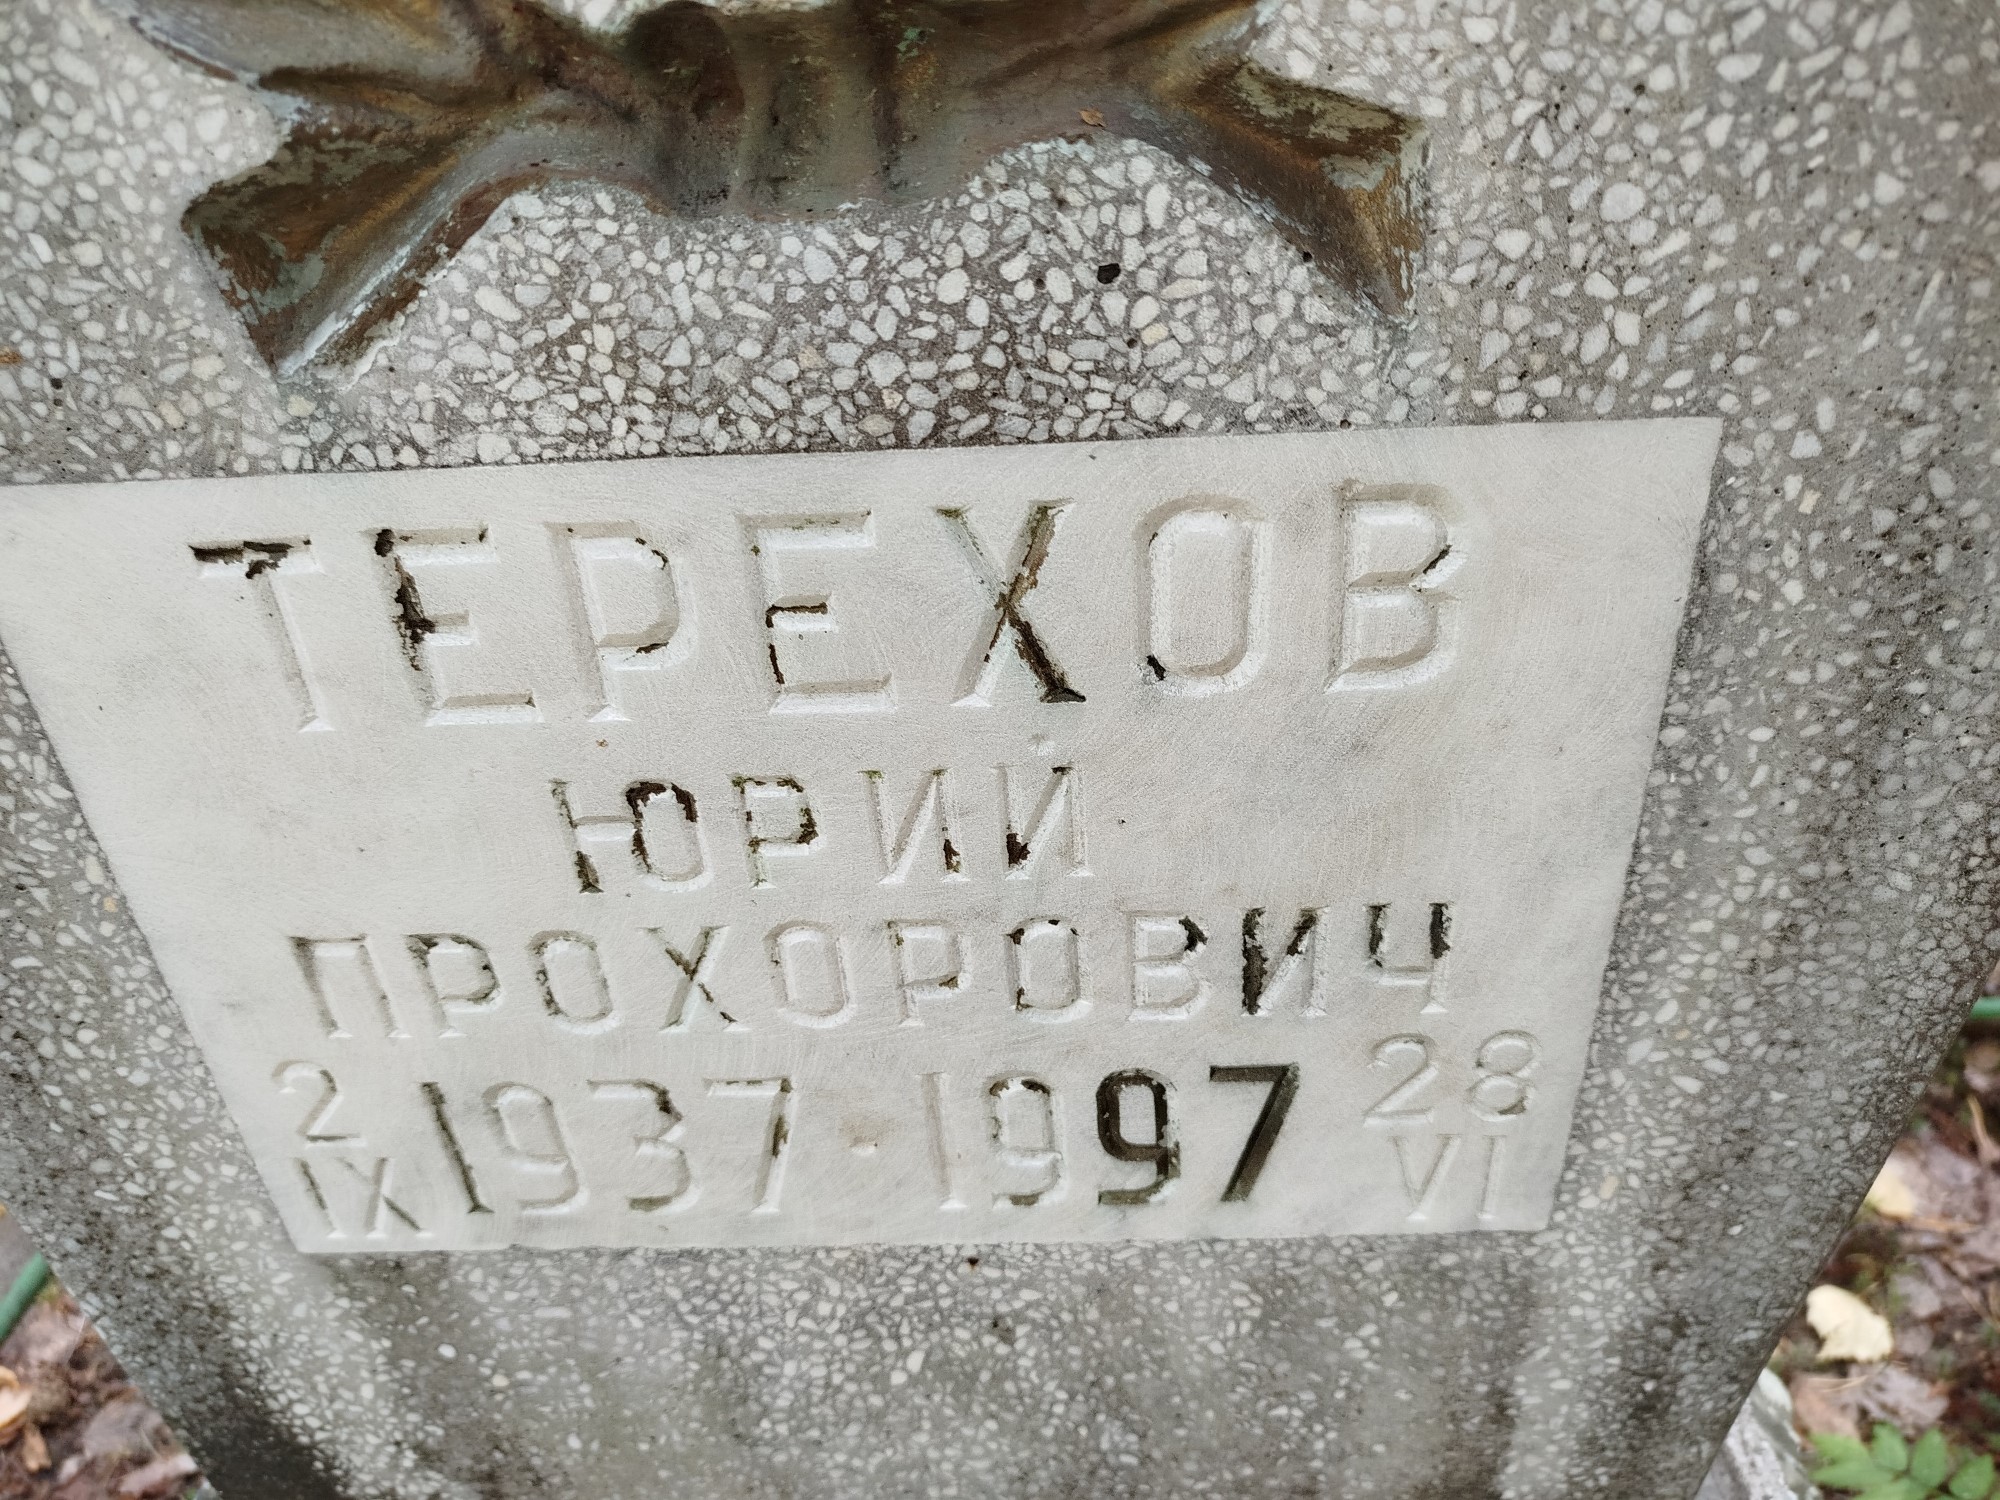 ТЕРЕХОВ
ЮРИЙ
ПРОХОРОВИЧ
2 IX 1937 - 1997 28 VI